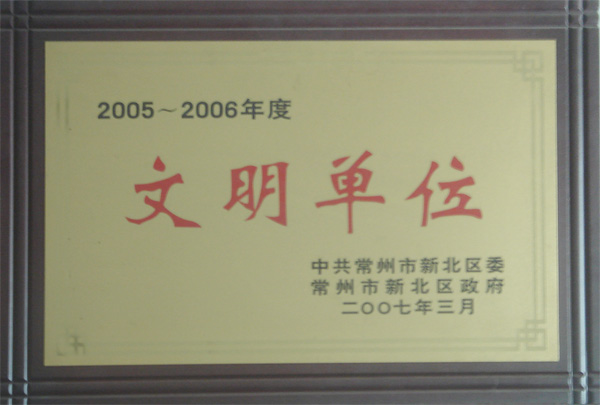 2005～2006年度
文明单位
中共常州市新北区委
常州市新北区政府
二〇〇七年三月